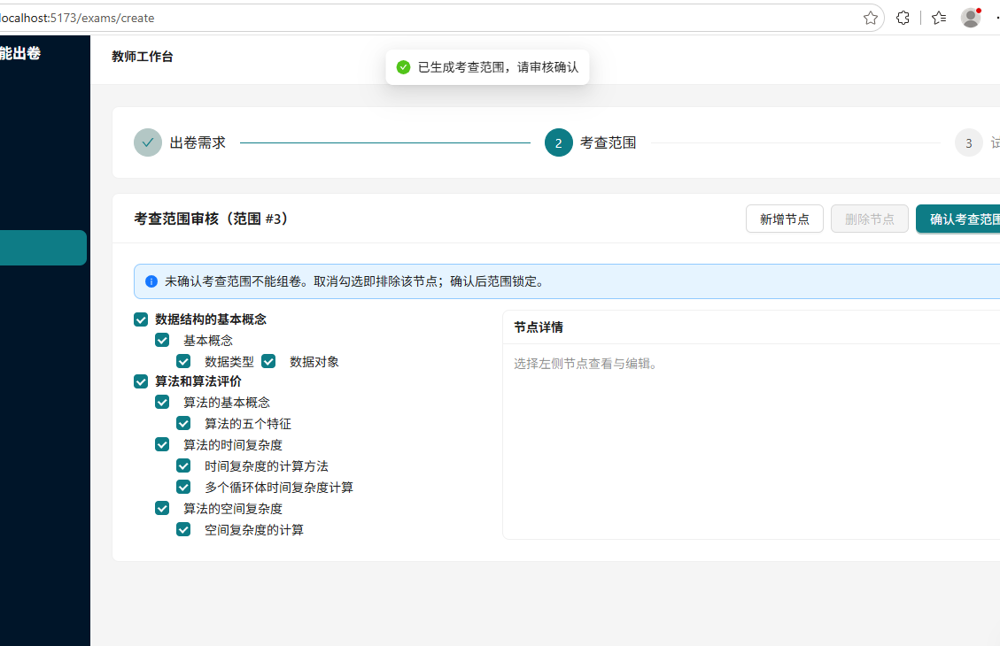 localhost:5173/exams/create
能出卷
教师工作台
已生成考查范围，请审核确认
出卷需求
2 考查范围
3 试
考查范围审核（范围 #3）
新增节点 删除节点 确认考查范围
未确认考查范围不能组卷。取消勾选即排除该节点；确认后范围锁定。
数据结构的基本概念
基本概念
数据类型 数据对象
算法和算法评价
算法的基本概念
算法的五个特征
算法的时间复杂度
时间复杂度的计算方法
多个循环体时间复杂度计算
算法的空间复杂度
空间复杂度的计算
节点详情
选择左侧节点查看与编辑。